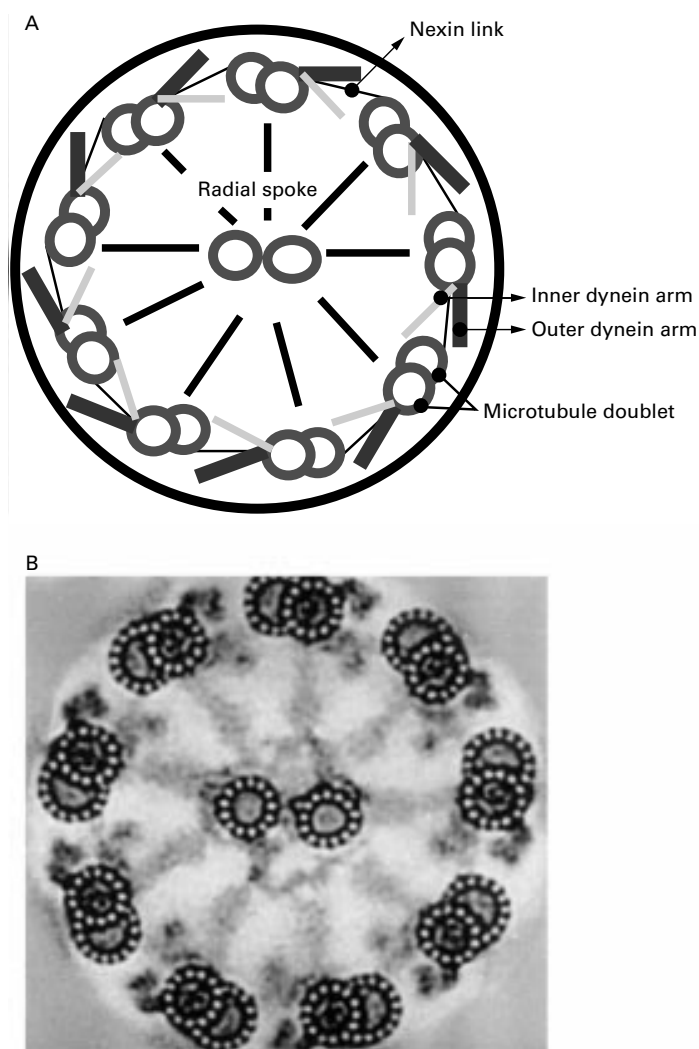 A
Nexin link
Radial spoke
Inner dynein arm
Outer dynein arm
Microtubule doublet
B